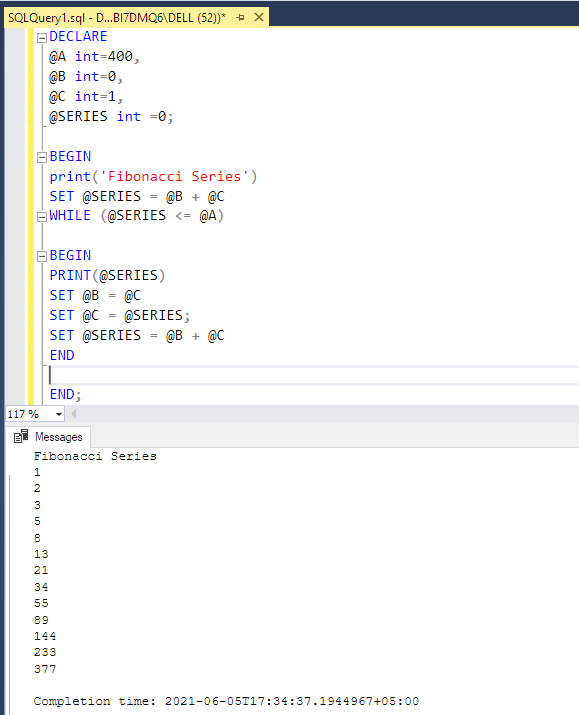 SQLQuery1.sql - D...BI7DMQ6\DELL (52))*
DECLARE
@A int=400,
@B int=0,
@C int=1,
@SERIES int =0;
BEGIN
print('Fibonacci Series')
SET @SERIES = @B + @C
WHILE (@SERIES <= @A)
BEGIN
PRINT(@SERIES)
SET @B = @C
SET @C = @SERIES;
SET @SERIES = @B + @C
END
END;
117 %
Messages
Fibonacci Series
1
2
3
5
8
13
21
34
55
89
144
233
377
Completion time: 2021-06-05T17:34:37.1944967+05:00